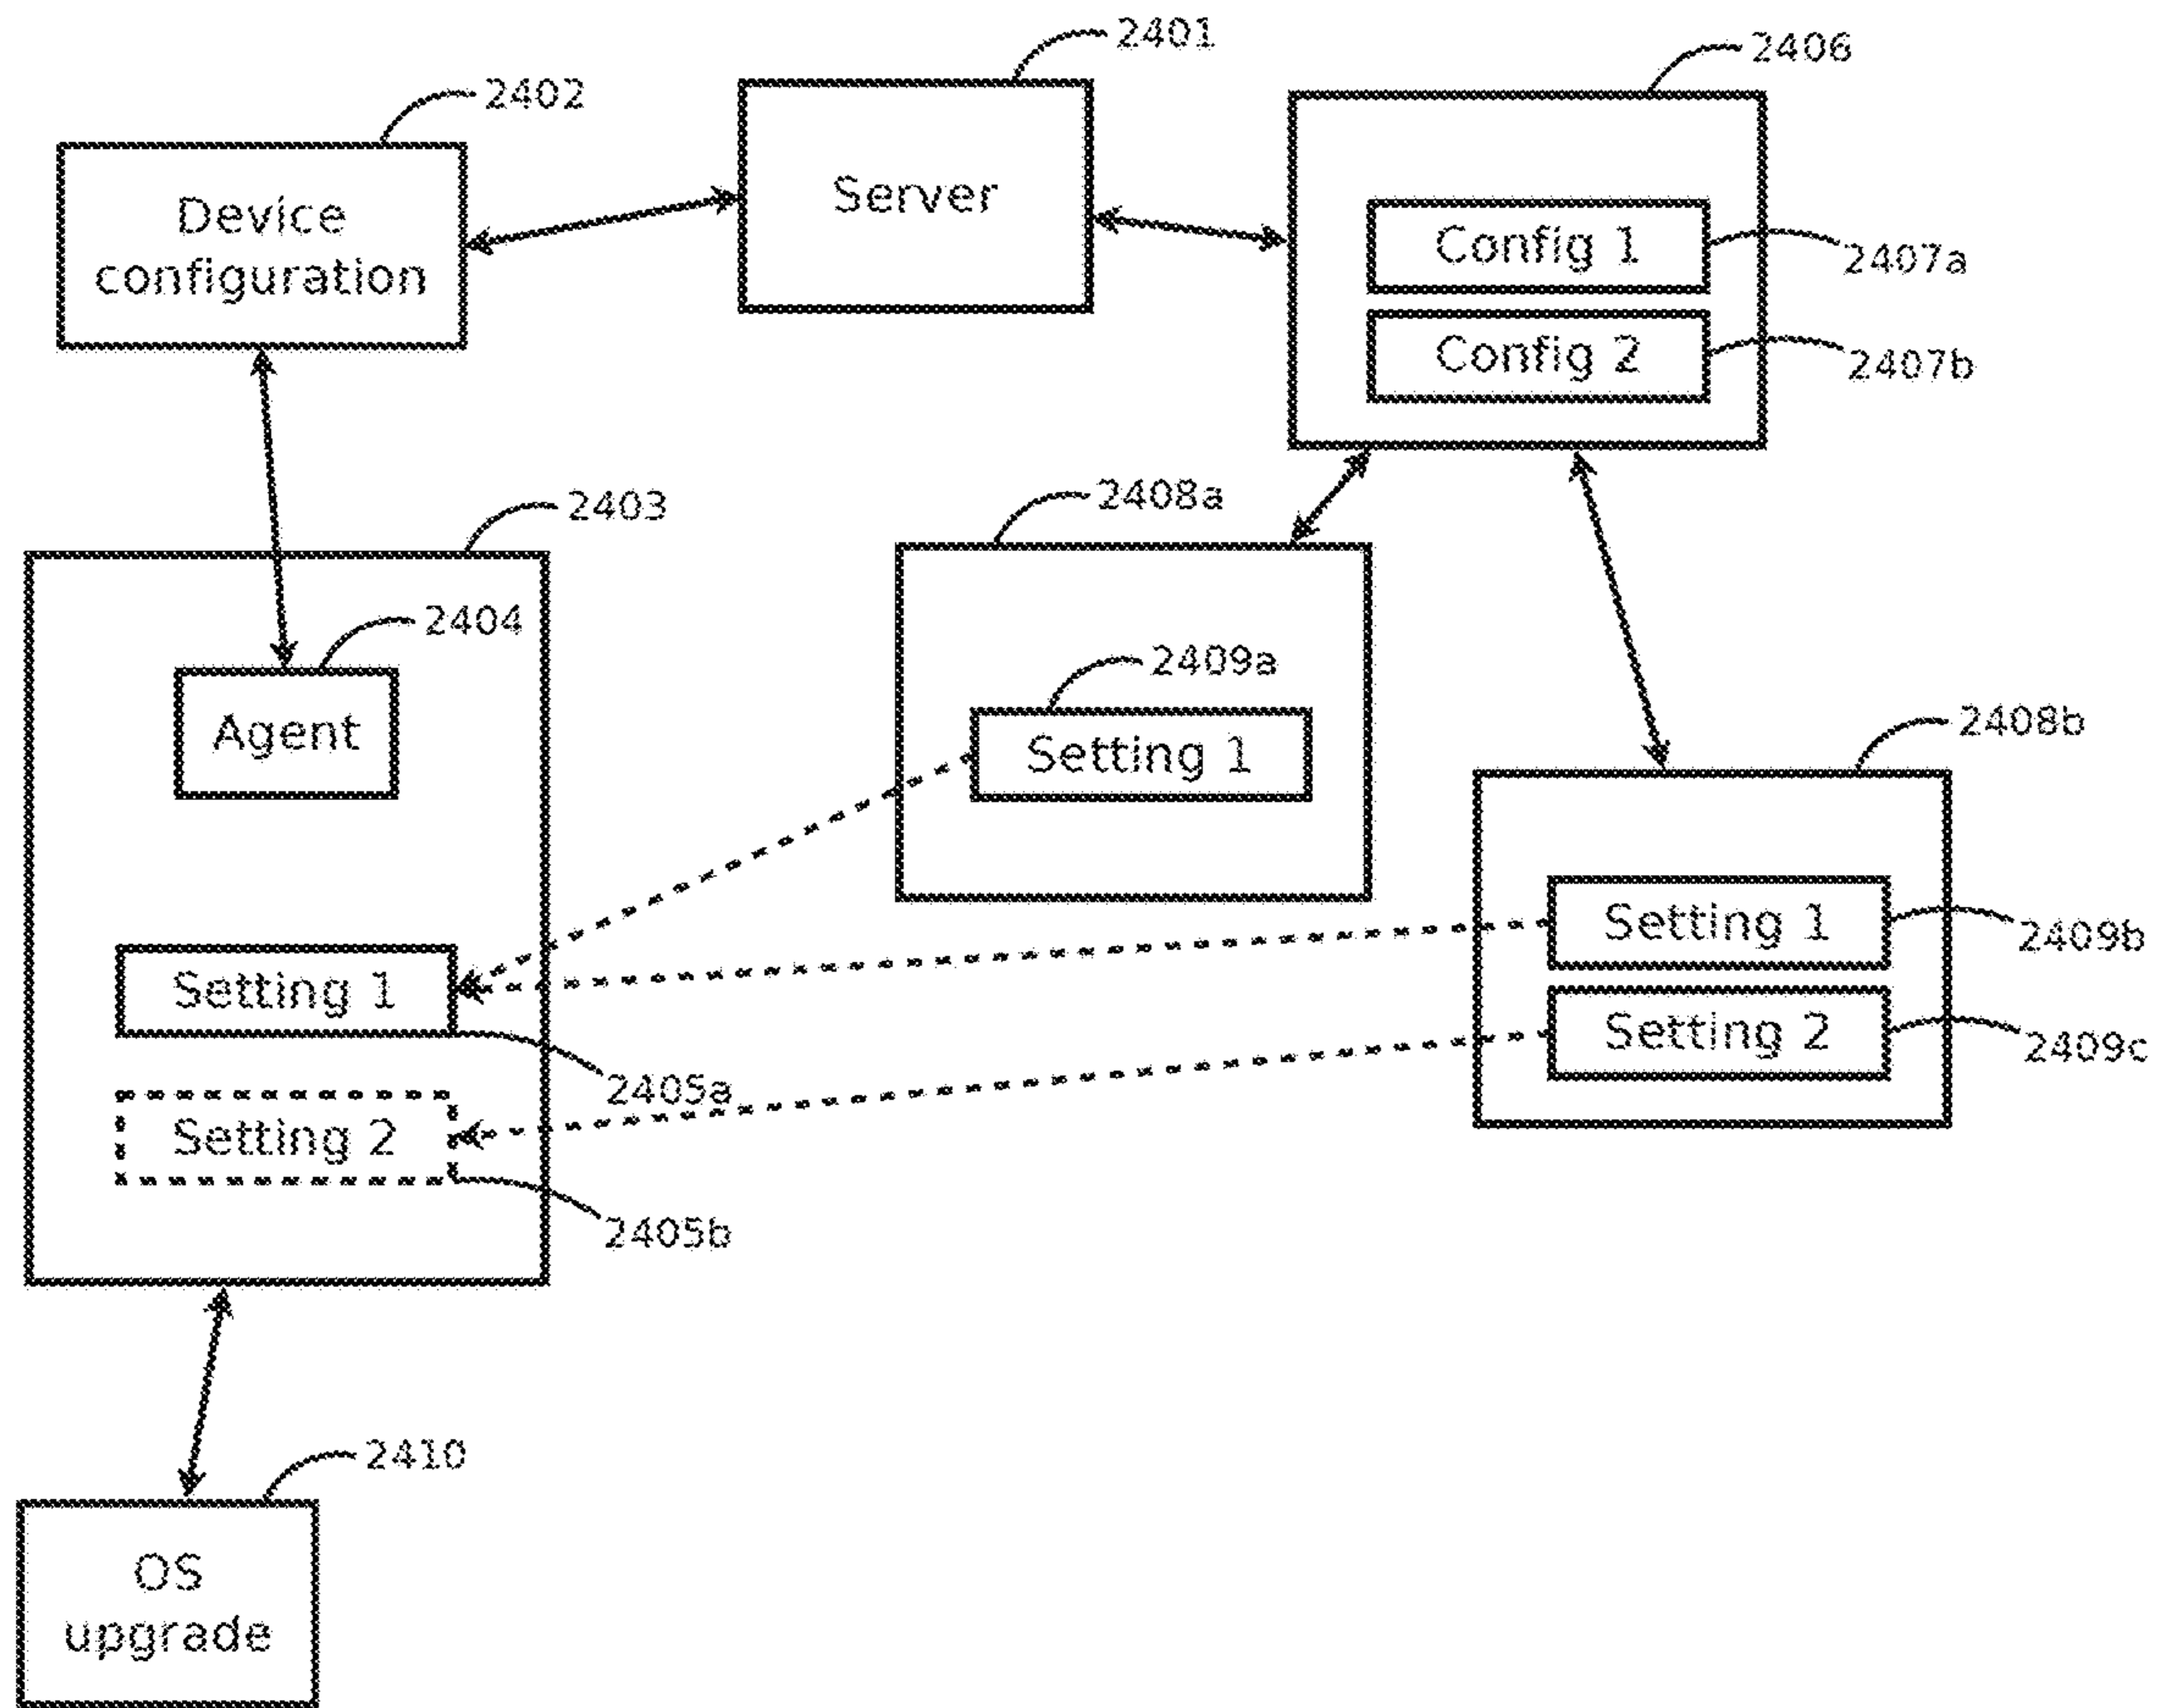 2401
2406
2402
Server
Device
configuration
Config 1
2407a
Config 2
2407b
2403
2408a
2404
2409a
Agent
Setting 1
2408b
Setting 1
2409b
Setting 1
2405a
Setting 2
2409c
Setting 2
2405b
2410
OS
upgrade